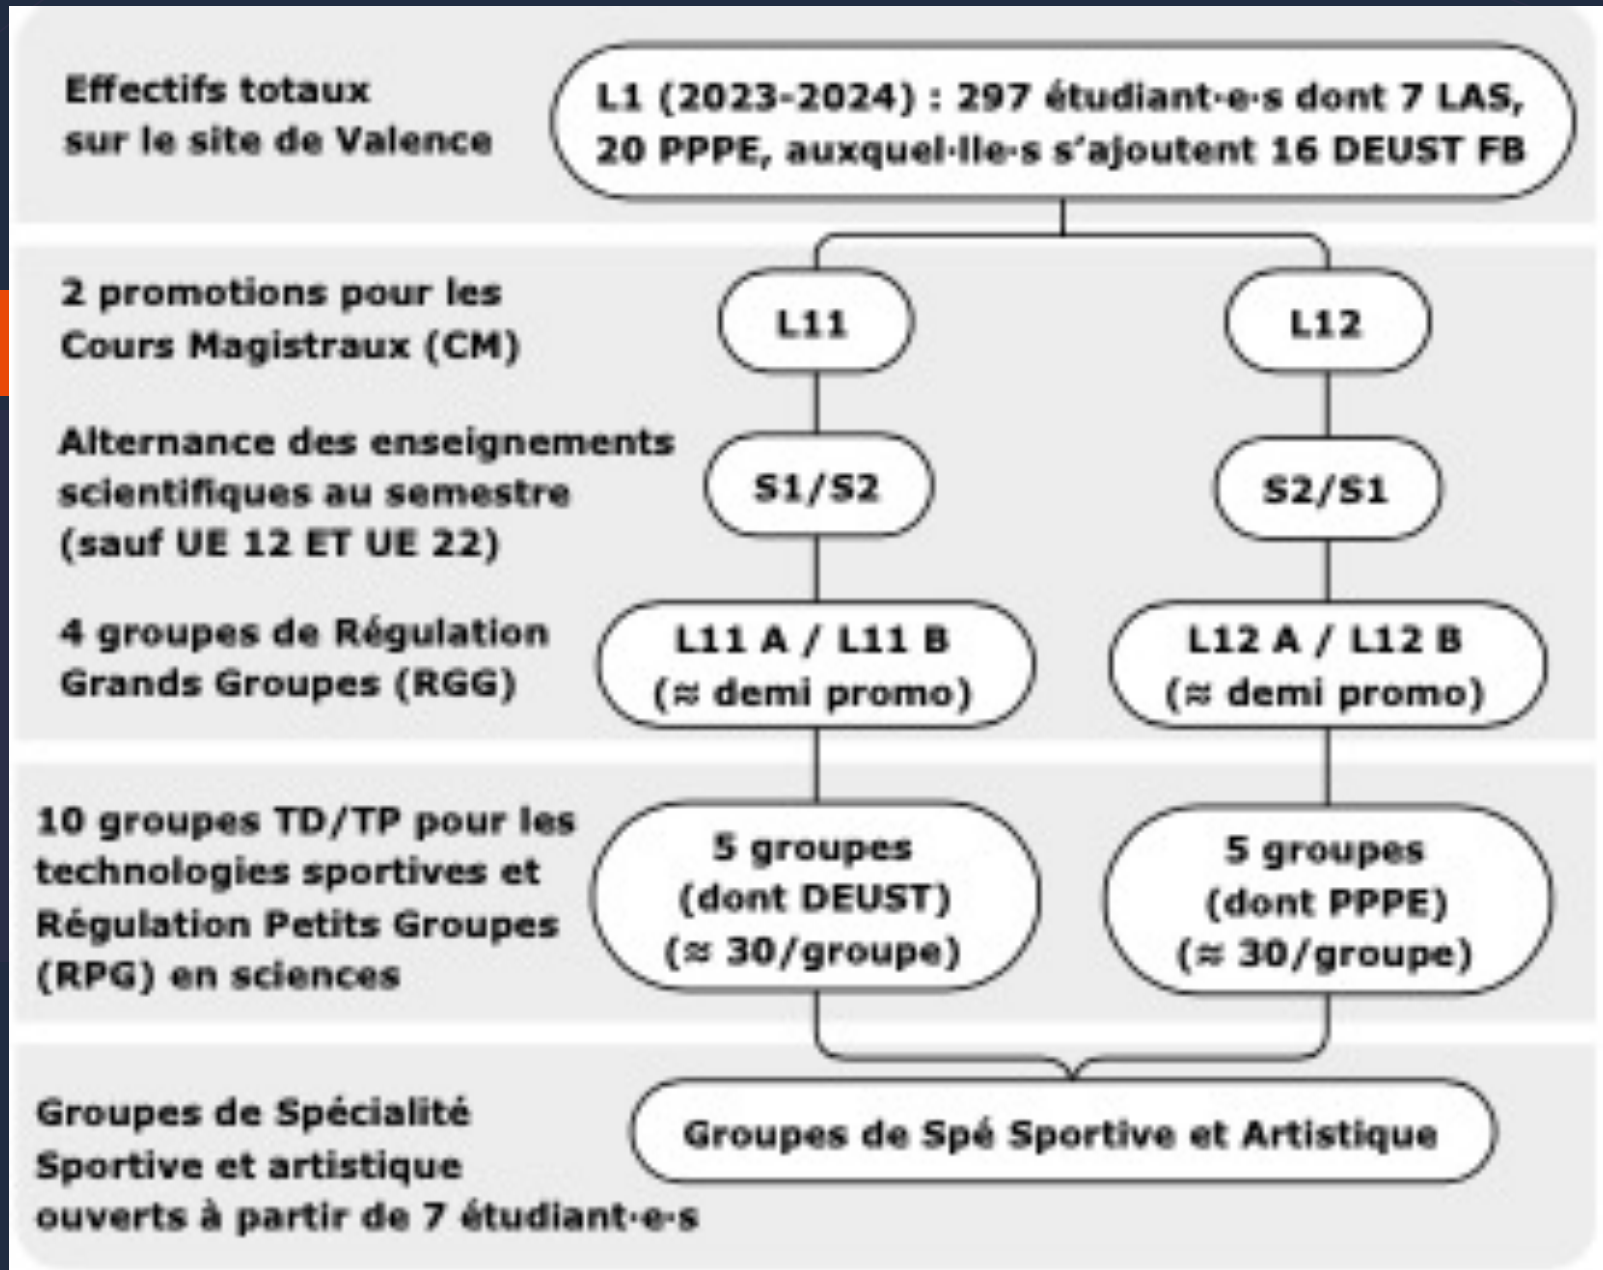 Effectifs totaux
sur le site de Valence
L1 (2023-2024) : 297 étudiant·e·s dont 7 LAS,
20 PPPE, auxquel·lle·s s'ajoutent 16 DEUST FB
2 promotions pour les
Cours Magistraux (CM)
L11
L12
Alternance des enseignements
scientifiques au semestre
(sauf UE 12 ET UE 22)
S1/S2
S2/S1
4 groupes de Régulation
Grands Groupes (RGG)
L11 A / L11 B
(≈ demi promo)
L12 A / L12 B
(≈ demi promo)
10 groupes TD/TP pour les
technologies sportives et
Régulation Petits Groupes
(RPG) en sciences
5 groupes
(dont DEUST)
(≈ 30/groupe)
5 groupes
(dont PPPE)
(≈ 30/groupe)
Groupes de Spécialité
Sportive et artistique
ouverts à partir de 7 étudiant·e·s
Groupes de Spé Sportive et Artistique